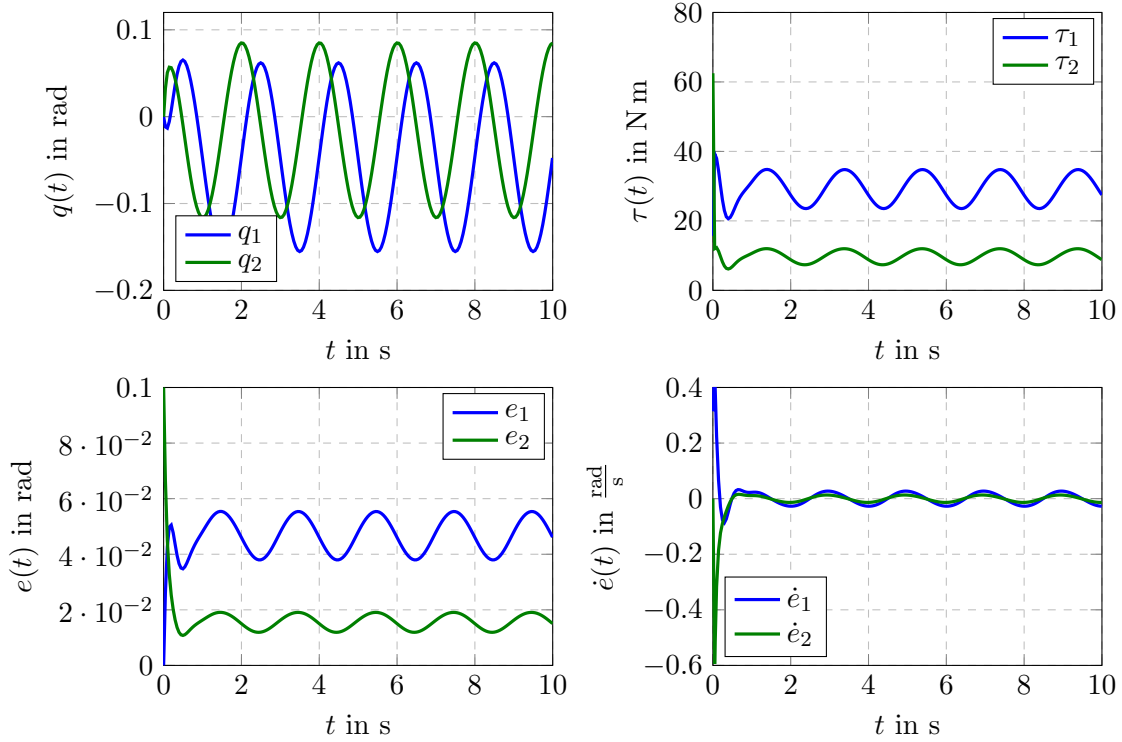 0.1
0
−0.1
−0.2
q(t) in rad
q₁
q₂
0 2 4 6 8 10
t in s
80
60
40
20
0
τ(t) in N m
τ₁
τ₂
0 2 4 6 8 10
t in s
0.1
8 · 10⁻²
6 · 10⁻²
4 · 10⁻²
2 · 10⁻²
0
e(t) in rad
e₁
e₂
0 2 4 6 8 10
t in s
0.4
0.2
0
−0.2
−0.4
−0.6
ė(t) in rad/s
ė₁
ė₂
0 2 4 6 8 10
t in s